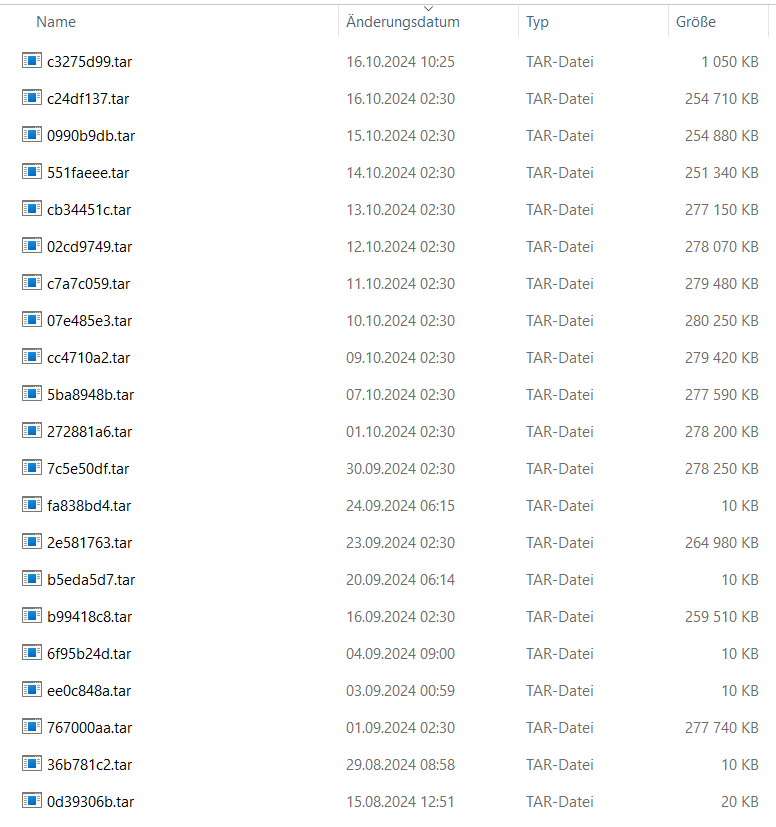 Name Änderungsdatum Typ Größe
c3275d99.tar 16.10.2024 10:25 TAR-Datei 1 050 KB
c24df137.tar 16.10.2024 02:30 TAR-Datei 254 710 KB
0990b9db.tar 15.10.2024 02:30 TAR-Datei 254 880 KB
551faeee.tar 14.10.2024 02:30 TAR-Datei 251 340 KB
cb34451c.tar 13.10.2024 02:30 TAR-Datei 277 150 KB
02cd9749.tar 12.10.2024 02:30 TAR-Datei 278 070 KB
c7a7c059.tar 11.10.2024 02:30 TAR-Datei 279 480 KB
07e485e3.tar 10.10.2024 02:30 TAR-Datei 280 250 KB
cc4710a2.tar 09.10.2024 02:30 TAR-Datei 279 420 KB
5ba8948b.tar 07.10.2024 02:30 TAR-Datei 277 590 KB
272881a6.tar 01.10.2024 02:30 TAR-Datei 278 200 KB
7c5e50df.tar 30.09.2024 02:30 TAR-Datei 278 250 KB
fa838bd4.tar 24.09.2024 06:15 TAR-Datei 10 KB
2e581763.tar 23.09.2024 02:30 TAR-Datei 264 980 KB
b5eda5d7.tar 20.09.2024 06:14 TAR-Datei 10 KB
b99418c8.tar 16.09.2024 02:30 TAR-Datei 259 510 KB
6f95b24d.tar 04.09.2024 09:00 TAR-Datei 10 KB
ee0c848a.tar 03.09.2024 00:59 TAR-Datei 10 KB
767000aa.tar 01.09.2024 02:30 TAR-Datei 277 740 KB
36b781c2.tar 29.08.2024 08:58 TAR-Datei 10 KB
0d39306b.tar 15.08.2024 12:51 TAR-Datei 20 KB